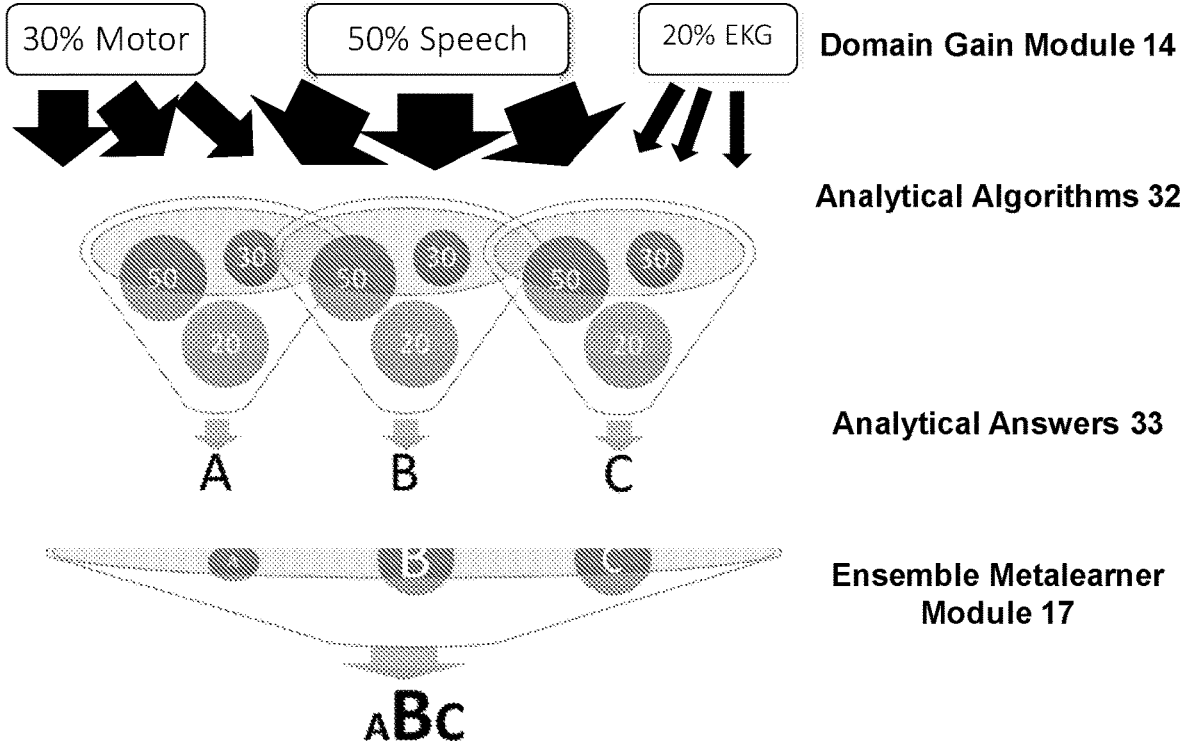 30% Motor
50% Speech
20% EKG
Domain Gain Module 14
Analytical Algorithms 32
50
30
20
50
30
20
50
30
20
Analytical Answers 33
A
B
C
A
B
C
Ensemble Metalearner
Module 17
ABC